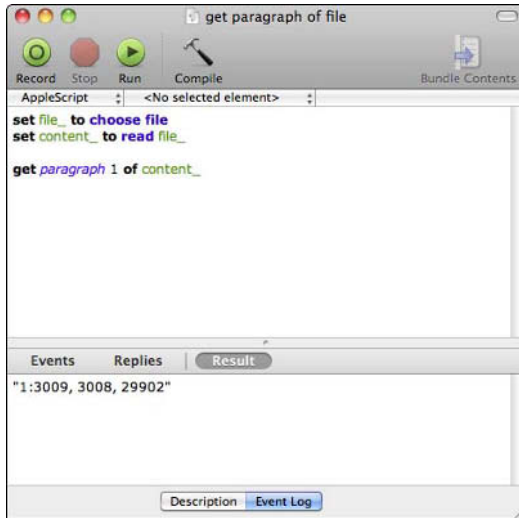 get paragraph of file
Record Stop Run Compile Bundle Contents
AppleScript <No selected element>
set file_ to choose file
set content_ to read file_
get paragraph 1 of content_
Events Replies Result
"1:3009, 3008, 29902"
Description Event Log